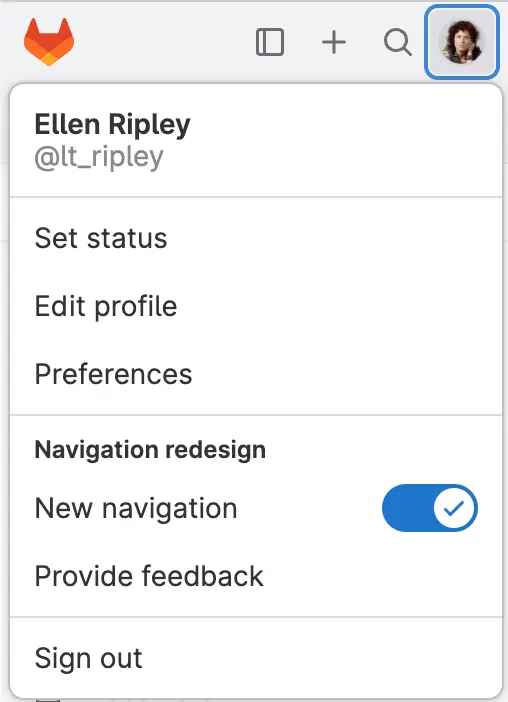 Ellen Ripley
@lt_ripley
Set status
Edit profile
Preferences
Navigation redesign
New navigation
Provide feedback
Sign out